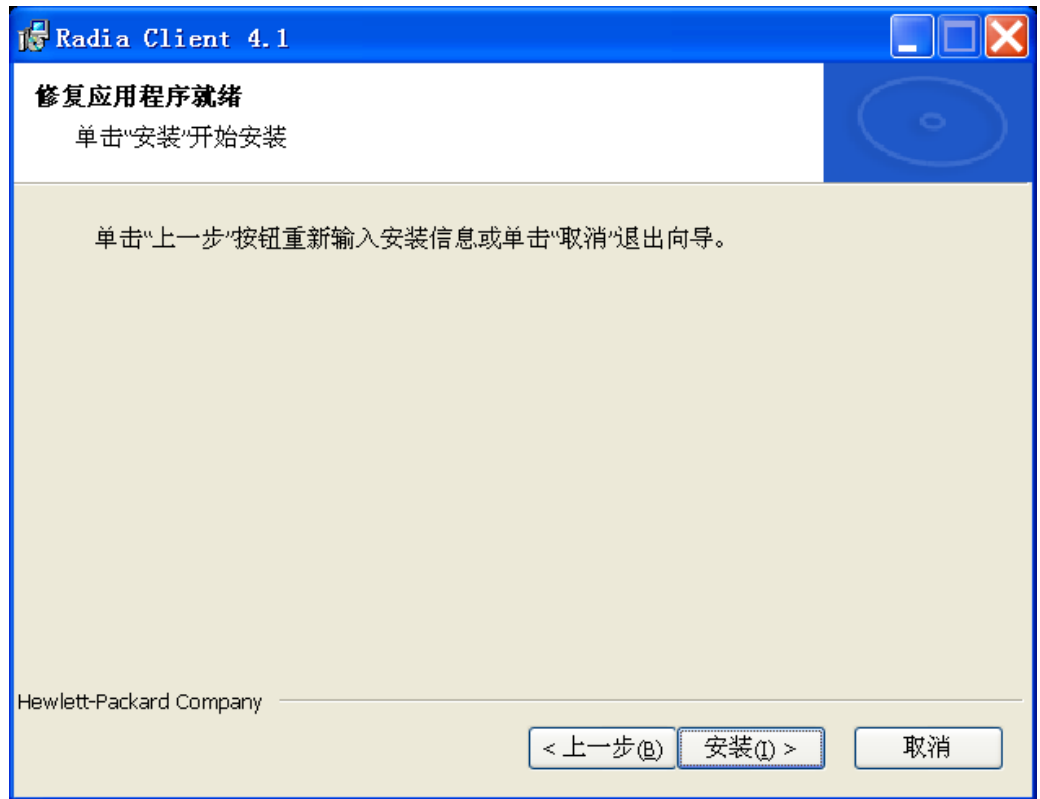 Radia Client 4.1
修复应用程序就绪
单击“安装”开始安装
单击“上一步”按钮重新输入安装信息或单击“取消”退出向导。
Hewlett-Packard Company
< 上一步(B) 安装(I) > 取消